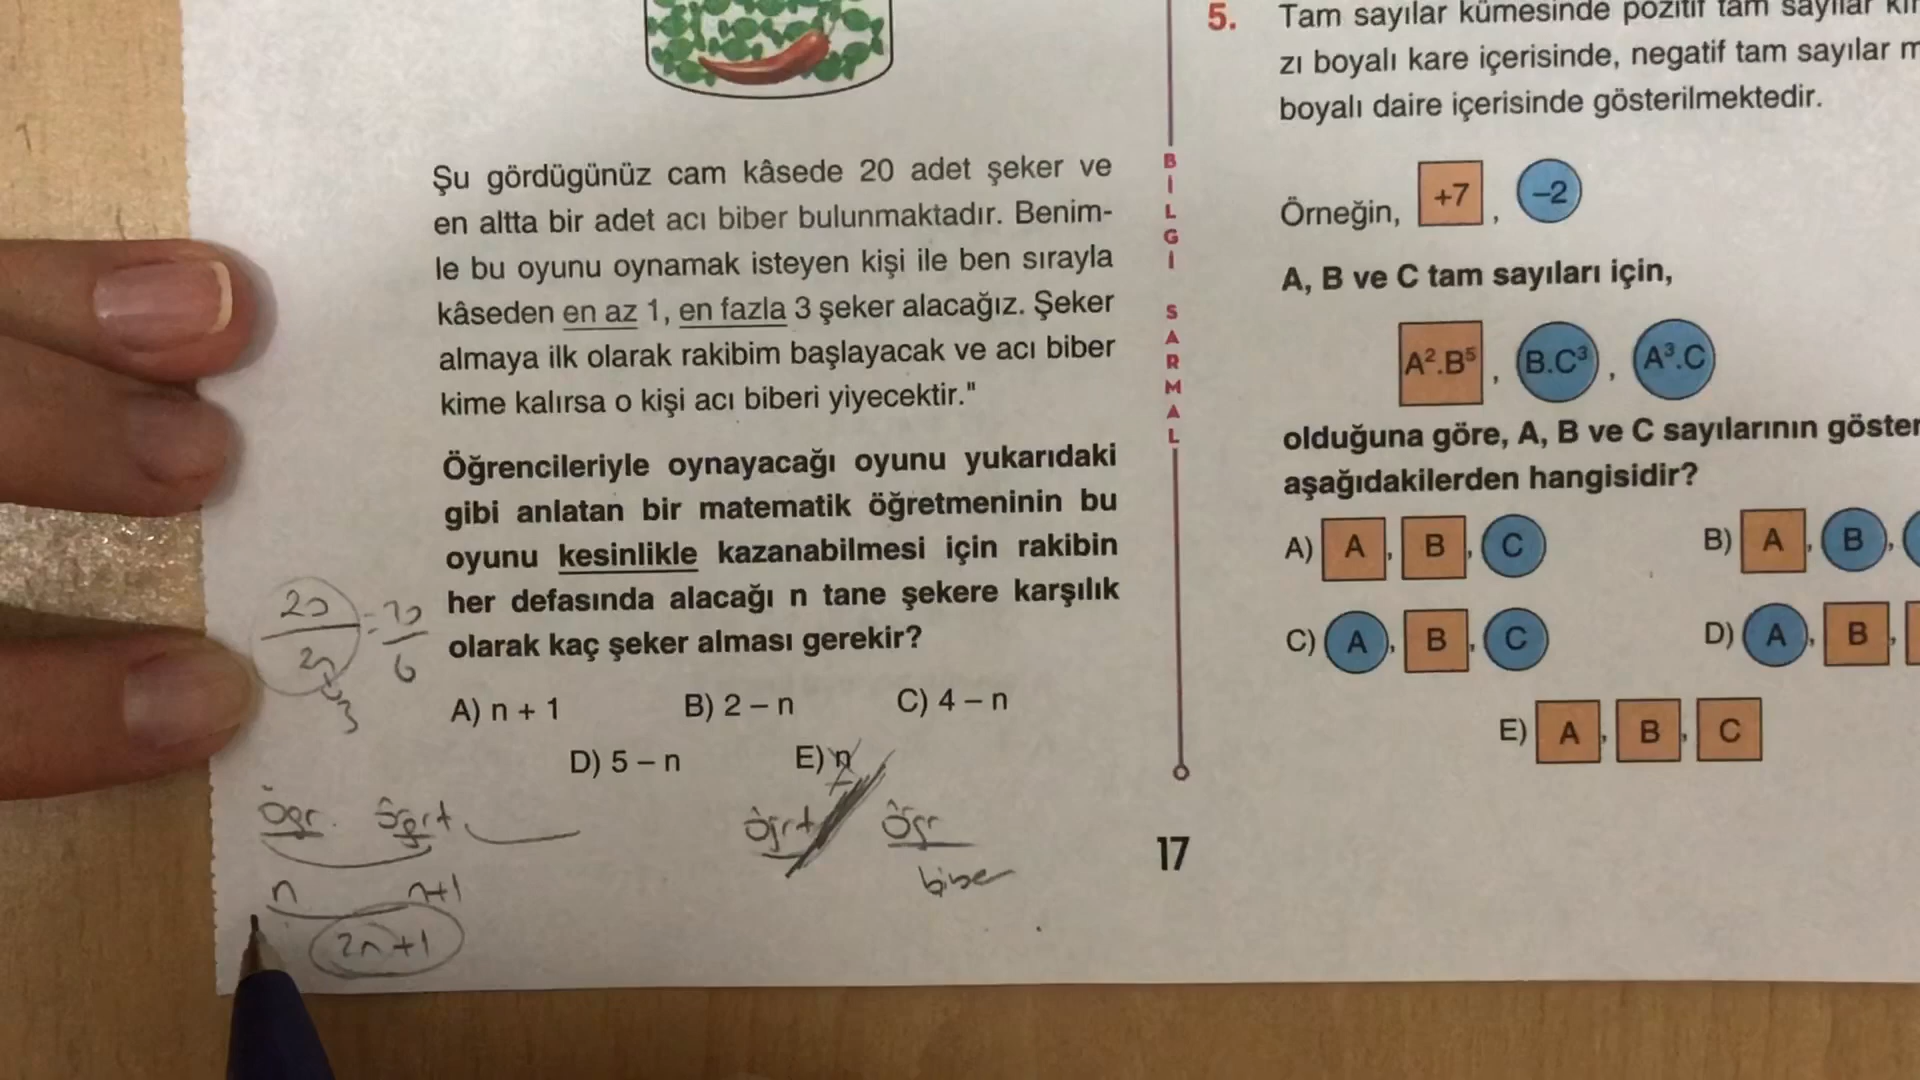 Şu gördügünüz cam kâsede 20 adet şeker ve
en altta bir adet acı biber bulunmaktadır. Benim-
le bu oyunu oynamak isteyen kişi ile ben sırayla
kâseden en az 1, en fazla 3 şeker alacağız. Şeker
almaya ilk olarak rakibim başlayacak ve acı biber
kime kalırsa o kişi acı biberi yiyecektir."
Öğrencileriyle oynayacağı oyunu yukarıdaki
gibi anlatan bir matematik öğretmeninin bu
oyunu kesinlikle kazanabilmesi için rakibin
her defasında alacağı n tane şekere karşılık
olarak kaç şeker alması gerekir?
A) n + 1 B) 2 – n C) 4 – n
D) 5 – n E) n
Öğr. Öğrt.
n n+1
2n+1
Öğrt Öğr
biber
17
BİLGİ SARMAL
5. Tam sayılar kümesinde pozitif tam sayılar
zı boyalı kare içerisinde, negatif tam sayılar m
boyalı daire içerisinde gösterilmektedir.
Örneğin, +7 , –2
A, B ve C tam sayıları için,
A².B⁵ , B.C³ , A³.C
olduğuna göre, A, B ve C sayılarının göster
aşağıdakilerden hangisidir?
A) A , B , C B) A , B ,
C) A , B , C D) A , B ,
E) A , B , C